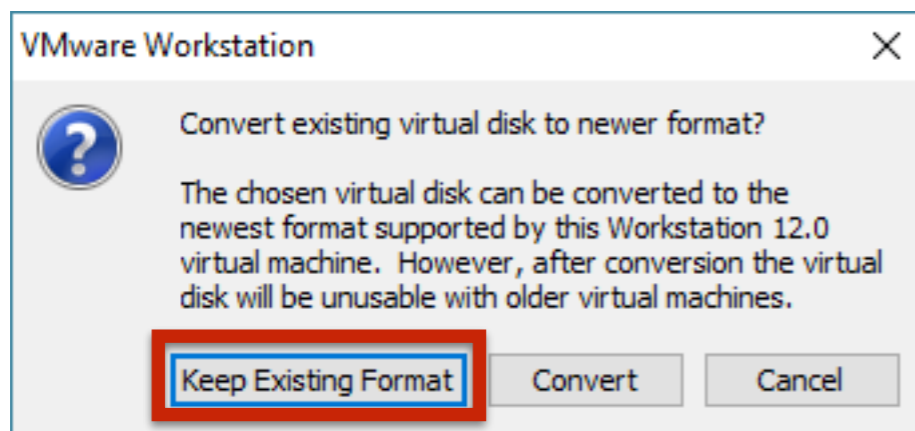 VMware Workstation
Convert existing virtual disk to newer format?
The chosen virtual disk can be converted to the
newest format supported by this Workstation 12.0
virtual machine.  However, after conversion the virtual
disk will be unusable with older virtual machines.
Keep Existing Format Convert Cancel